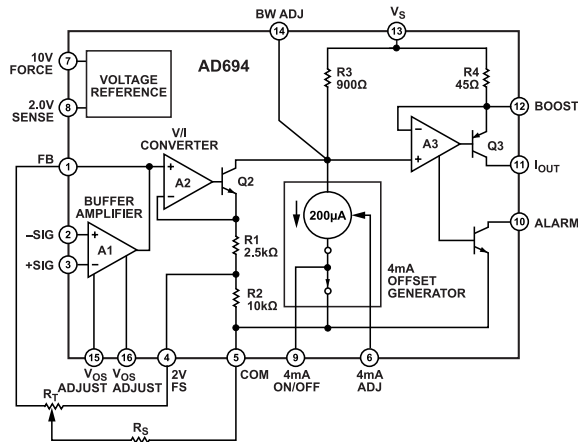 BW ADJ
14
VS
13
AD694
10V
FORCE
7
VOLTAGE
REFERENCE
2.0V
SENSE
8
R3
900Ω
R4
45Ω
12
BOOST
V/I
CONVERTER
FB
1
+
A2
–
Q2
–
A3
+
Q3
11
IOUT
BUFFER
AMPLIFIER
–SIG
2
+
A1
+SIG
3
–
200µA
10
ALARM
R1
2.5kΩ
R2
10kΩ
4mA
OFFSET
GENERATOR
15
16
4
5
9
6
VOS
ADJUST
VOS
ADJUST
2V
FS
COM
4mA
ON/OFF
4mA
ADJ
RT
RS